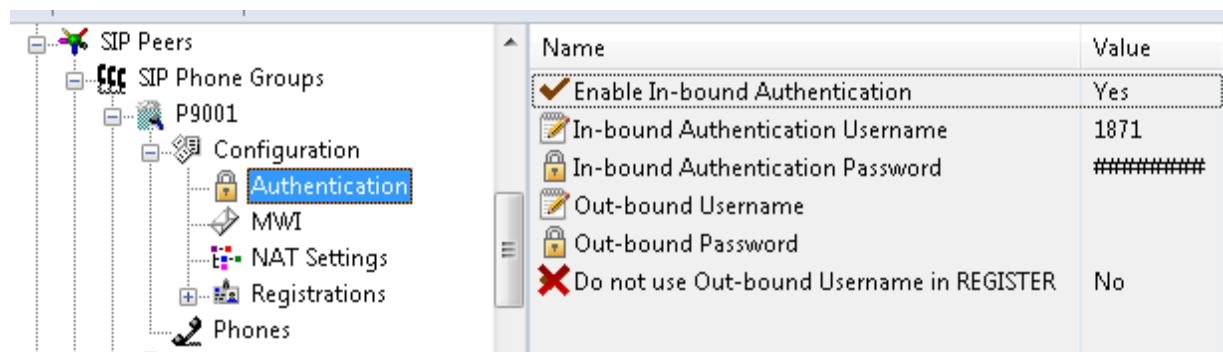 SIP Peers
SIP Phone Groups
P9001
Configuration
Authentication
MWI
NAT Settings
Registrations
Phones
Name Value
Enable In-bound Authentication Yes
In-bound Authentication Username 1871
In-bound Authentication Password #########
Out-bound Username
Out-bound Password
Do not use Out-bound Username in REGISTER No